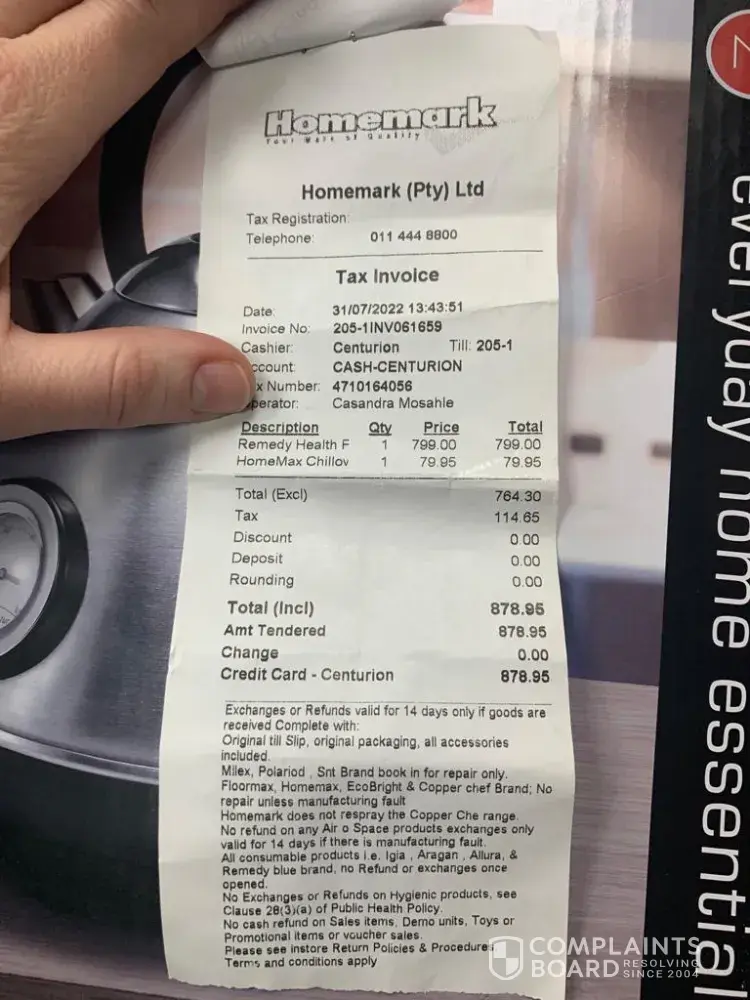 Homemark
Your Mark of Quality
Homemark (Pty) Ltd
Tax Registration:
Telephone: 011 444 8800
Tax Invoice
Date: 31/07/2022 13:43:51
Invoice No: 205-1INV061659
Cashier: Centurion Till: 205-1
ccount: CASH-CENTURION
x Number: 4710164056
perator: Casandra Mosahle
Description Qty Price Total
Remedy Health F 1 799.00 799.00
HomeMax Chillov 1 79.95 79.95
Total (Excl) 764.30
Tax 114.65
Discount 0.00
Deposit 0.00
Rounding 0.00
Total (Incl) 878.95
Amt Tendered 878.95
Change 0.00
Credit Card - Centurion 878.95
Exchanges or Refunds valid for 14 days only if goods are
received Complete with:
Original till Slip, original packaging, all accessories
included.
Milex, Polariod , Snt Brand book in for repair only.
Floormax, Homemax, EcoBright & Copper chef Brand; No
repair unless manufacturing fault
Homemark does not respray the Copper Che range.
No refund on any Air o Space products exchanges only
valid for 14 days if there is manufacturing fault.
All consumable products i.e. Igia , Aragan , Allura, &
Remedy blue brand, no Refund or exchanges once
opened.
No Exchanges or Refunds on Hygienic products, see
Clause 28(3)(a) of Public Health Policy.
No cash refund on Sales items, Demo units, Toys or
Promotional items or voucher sales.
Please see instore Return Policies & Procedures
Terms and conditions apply
everyday home essential
COMPLAINTS
BOARD RESOLVING
SINCE 2004